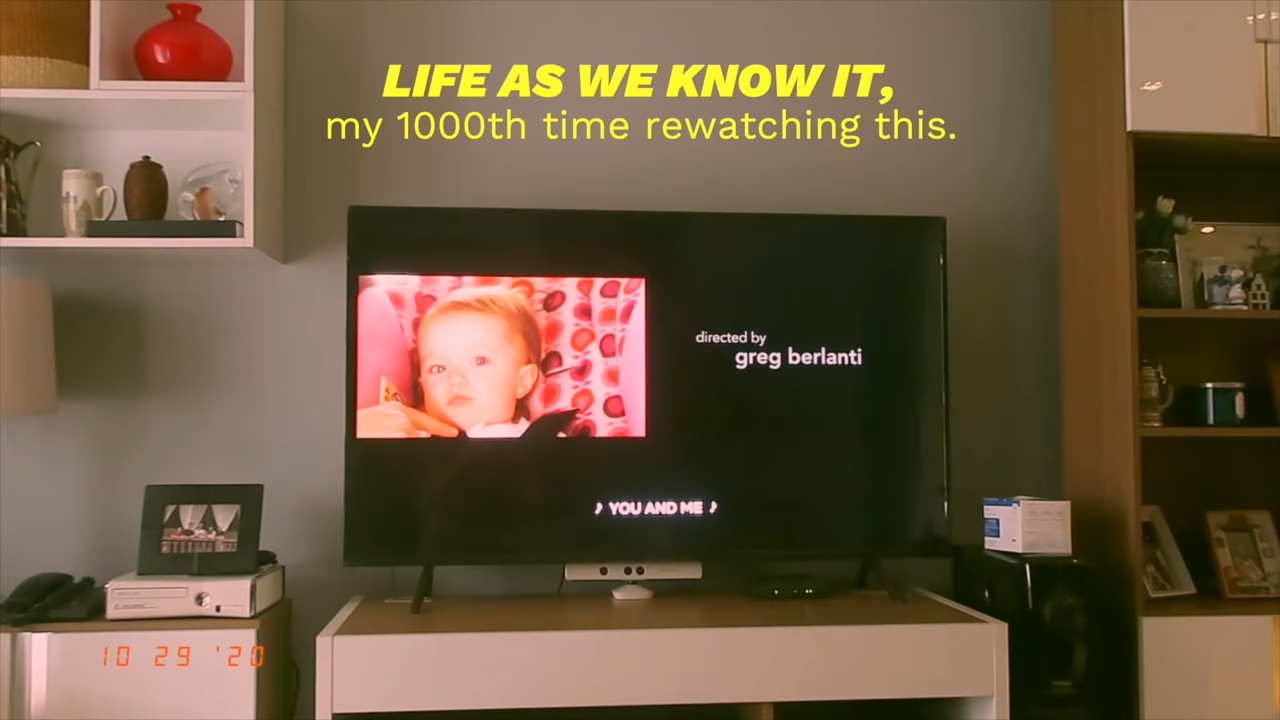 LIFE AS WE KNOW IT,
my 1000th time rewatching this.
directed by
greg berlanti
♪ YOU AND ME ♪
10 29 '20